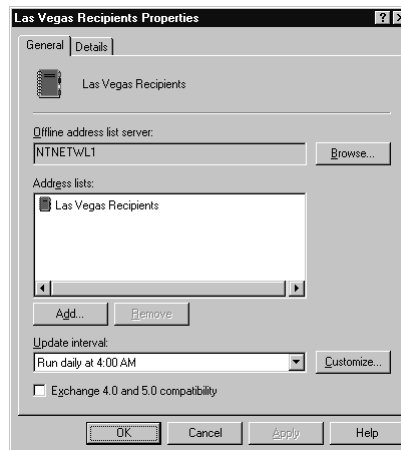 Las Vegas Recipients Properties
General Details
Las Vegas Recipients
Offline address list server:
NTNETWL1
Browse...
Address lists:
Las Vegas Recipients
Add... Remove
Update interval:
Run daily at 4:00 AM
Customize...
Exchange 4.0 and 5.0 compatibility
OK Cancel Apply Help